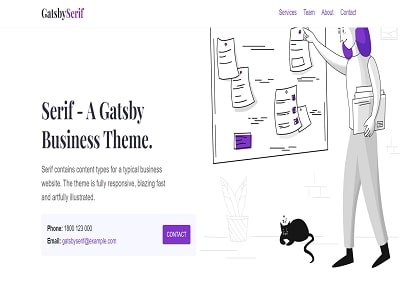 GatsbySerif
Services Team About Contact
Serif - A Gatsby
Business Theme.
Serif contains content types for a typical business
website. The theme is fully responsive, blazing fast
and artfully illustrated.
Phone: 1800 123 000
Email: gatsbyserif@example.com
CONTACT